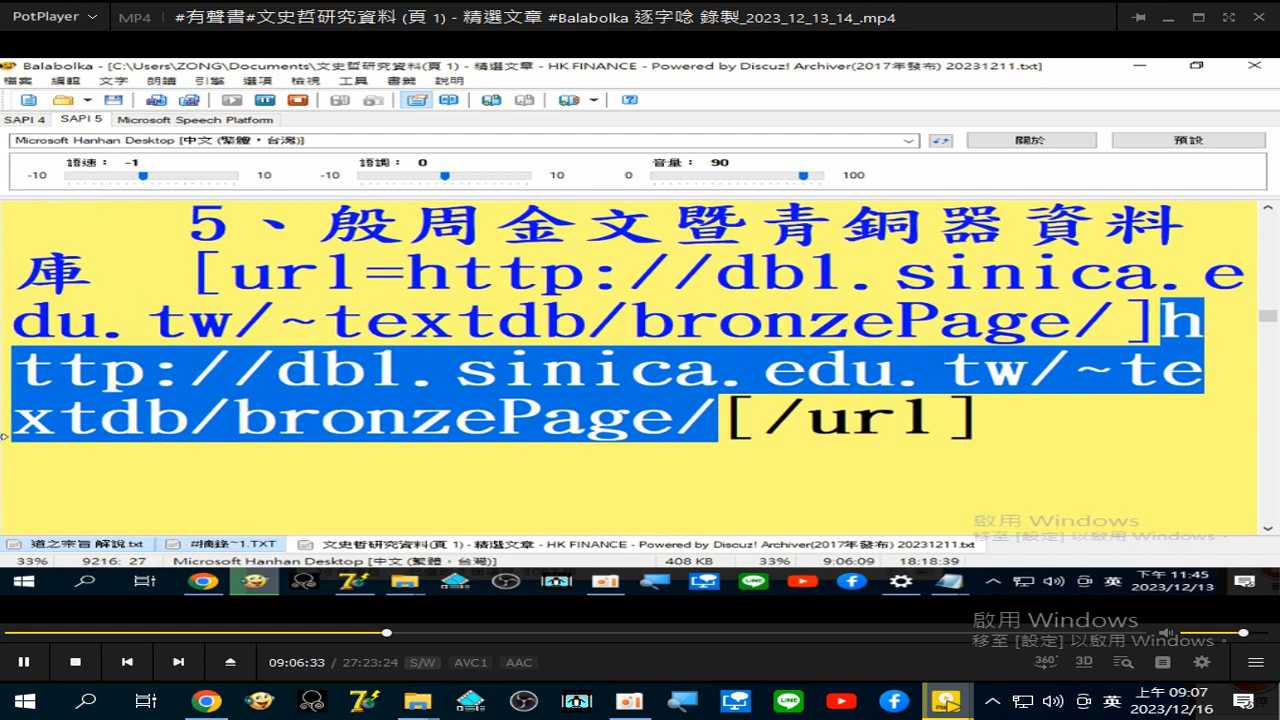 PotPlayer MP4 #有聲書#文史哲研究資料 (頁 1) - 精選文章 #Balabolka 逐字唸 錄製_2023_12_13_14_.mp4
Balabolka - [C:\Users\ZONG\Documents\文史哲研究資料(頁 1) - 精選文章 - HK FINANCE - Powered by Discuz! Archiver(2017年發布) 20231211.txt]
檔案 編輯 文字 朗讀 引擎 選項 檢視 工具 書籤 說明
SAPI 4 SAPI 5 Microsoft Speech Platform
Microsoft Hanhan Desktop [中文 (繁體，台灣)] 關於 預設
語速： -1 語調： 0 音量： 90
-10 10 -10 10 0 100
5、殷周金文暨青銅器資料
庫 [url=http://db1.sinica.e
du.tw/~textdb/bronzePage/]h
ttp://db1.sinica.edu.tw/~te
xtdb/bronzePage/[/url]
啟用 Windows
移至 [設定] 以啟用 Windows。
道之宗旨 解說.txt #摘錄~1.TXT 文史哲研究資料(頁 1) - 精選文章 - HK FINANCE - Powered by Discuz! Archiver(2017年發布) 20231211.txt
33% 9216: 27 Microsoft Hanhan Desktop [中文 (繁體，台灣)] 408 KB 33% 9:06:09 18:18:39
英 下午 11:45
2023/12/13
啟用 Windows
移至 [設定] 以啟用 Windows。
09:06:33 / 27:23:24 S/W AVC1 AAC 360° 3D
英 上午 09:07
2023/12/16